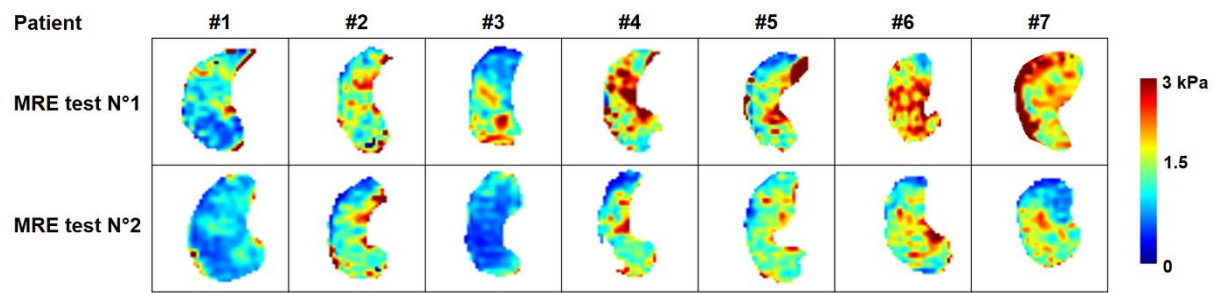 Patient #1 #2 #3 #4 #5 #6 #7
MRE test N°1
3 kPa
1.5
MRE test N°2
0